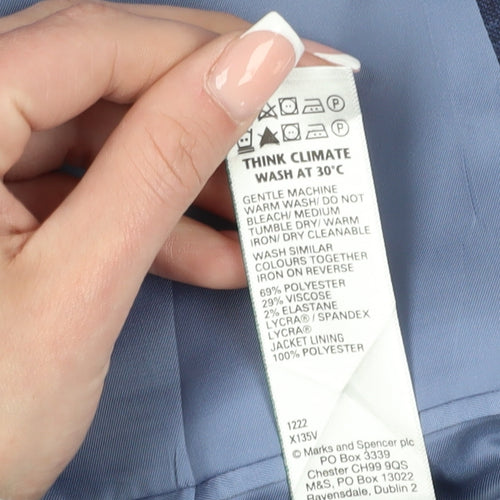 P
P
THINK CLIMATE
WASH AT 30°C
GENTLE MACHINE
WARM WASH/ DO NOT
BLEACH/ MEDIUM
TUMBLE DRY/ WARM
IRON/ DRY CLEANABLE
WASH SIMILAR
COLOURS TOGETHER
IRON ON REVERSE
69% POLYESTER
29% VISCOSE
2% ELASTANE
LYCRA® / SPANDEX
LYCRA®
JACKET LINING
100% POLYESTER
1222
X135V
© Marks and Spencer plc
PO Box 3339
Chester CH99 9QS
M&S, PO Box 13022
Ravensdale, Dublin 2